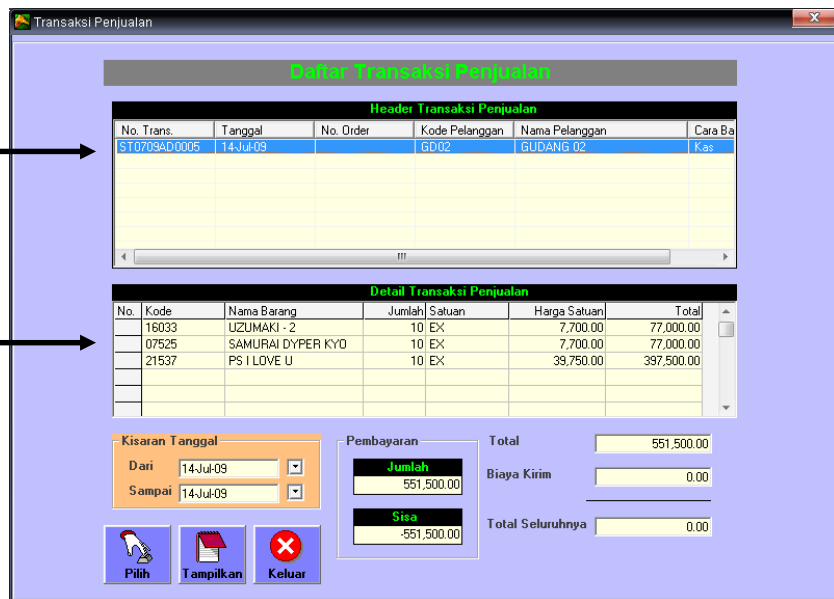 Transaksi Penjualan
Daftar Transaksi Penjualan
Header Transaksi Penjualan
No. Trans. Tanggal No. Order Kode Pelanggan Nama Pelanggan Cara Ba
ST0709AD0005 14-Jul-09 GD02 GUDANG 02 Kas
Detail Transaksi Penjualan
No. Kode Nama Barang Jumlah Satuan Harga Satuan Total
16033 UZUMAKI - 2 10 EX 7,700.00 77,000.00
07525 SAMURAI DYPER KYO 10 EX 7,700.00 77,000.00
21537 PS I LOVE U 10 EX 39,750.00 397,500.00
Kisaran Tanggal
Dari 14-Jul-09
Sampai 14-Jul-09
Pembayaran
Jumlah
551,500.00
Sisa
-551,500.00
Total 551,500.00
Biaya Kirim 0.00
Total Seluruhnya 0.00
Pilih Tampilkan Keluar